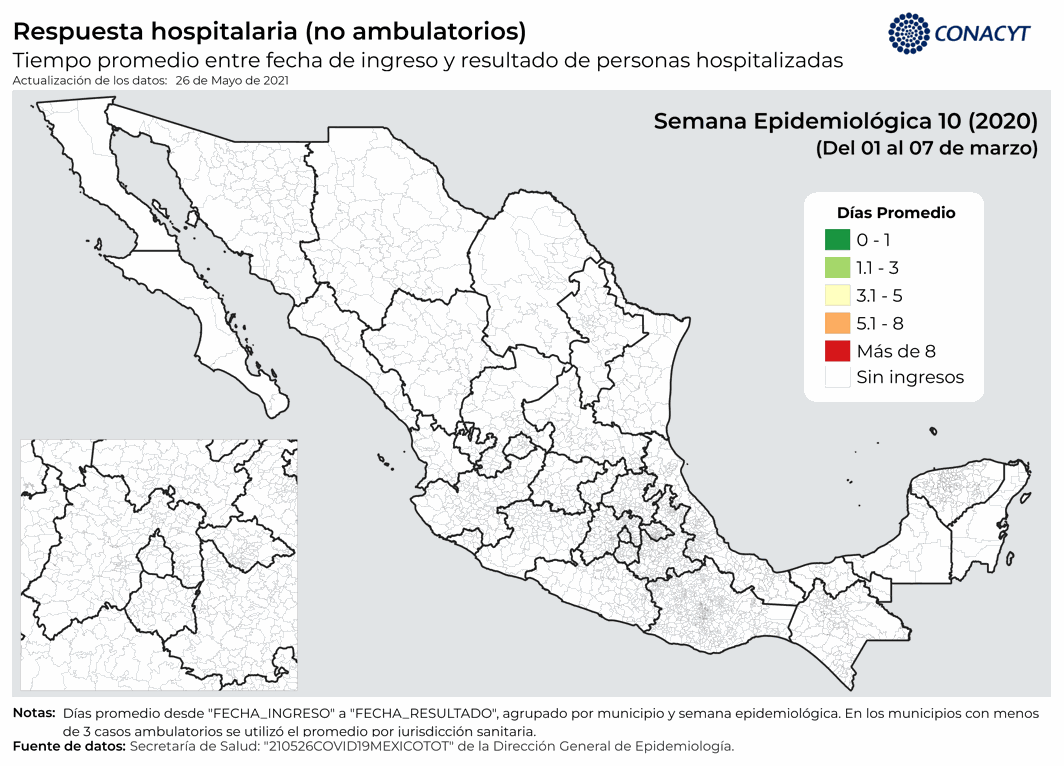 Respuesta hospitalaria (no ambulatorios)
Tiempo promedio entre fecha de ingreso y resultado de personas hospitalizadas
Actualización de los datos: 26 de Mayo de 2021
CONACYT
Semana Epidemiológica 10 (2020)
(Del 01 al 07 de marzo)
Días Promedio
0 - 1
1.1 - 3
3.1 - 5
5.1 - 8
Más de 8
Sin ingresos
Notas: Días promedio desde "FECHA_INGRESO" a "FECHA_RESULTADO", agrupado por municipio y semana epidemiológica. En los municipios con menos
de 3 casos ambulatorios se utilizó el promedio por jurisdicción sanitaria.
Fuente de datos: Secretaría de Salud: "210526COVID19MEXICOTOT" de la Dirección General de Epidemiología.